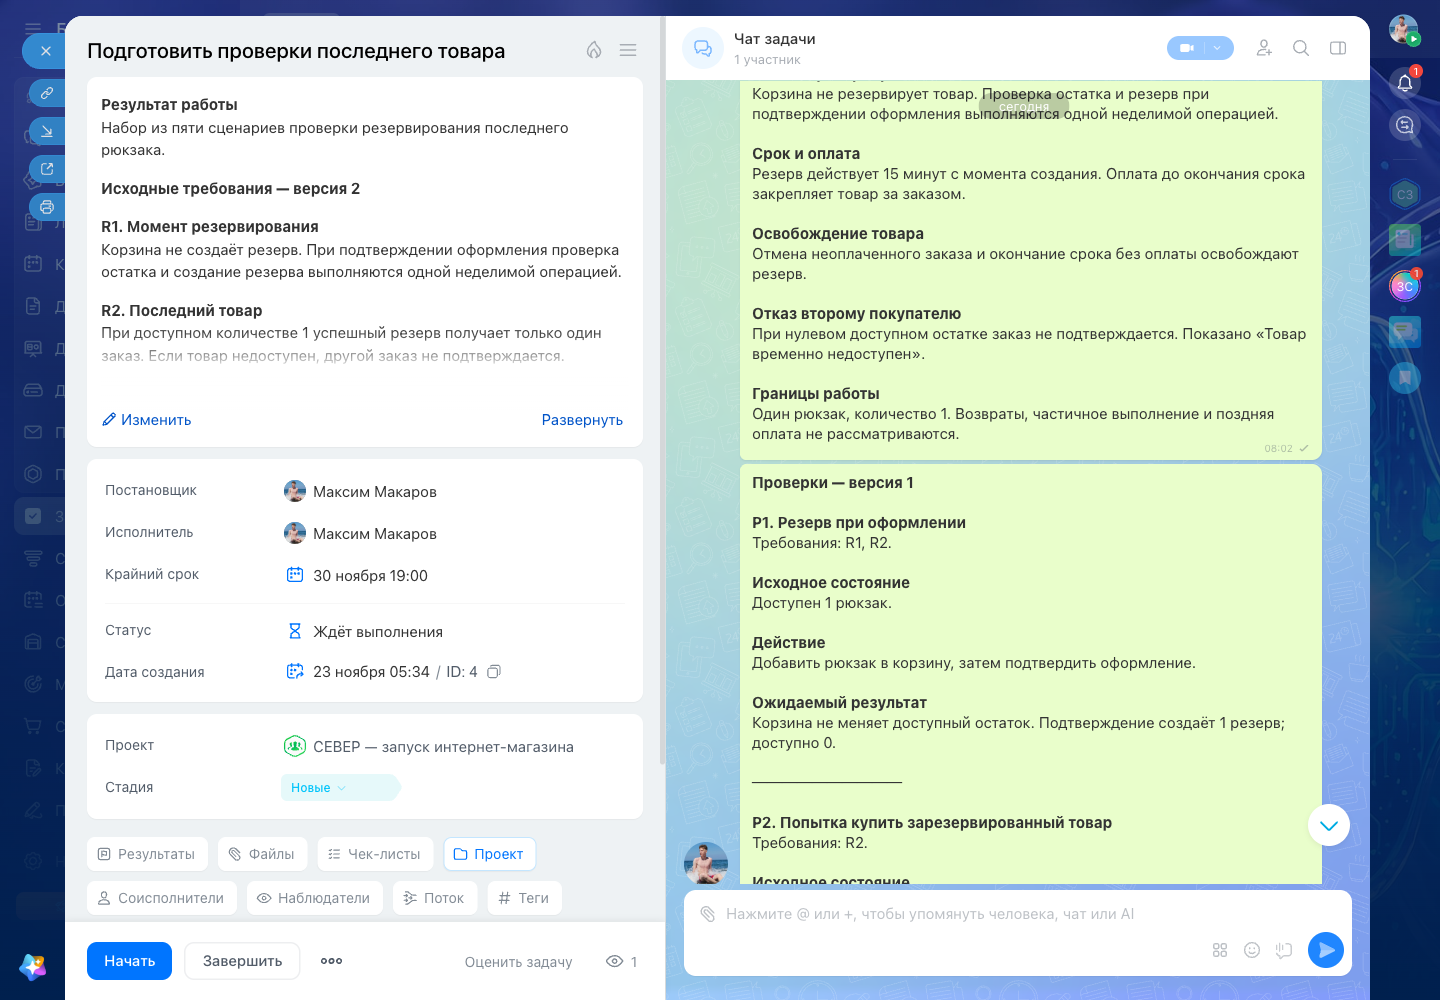 Подготовить проверки последнего товара
Результат работы
Набор из пяти сценариев проверки резервирования последнего
рюкзака.
Исходные требования — версия 2
R1. Момент резервирования
Корзина не создаёт резерв. При подтверждении оформления проверка
остатка и создание резерва выполняются одной неделимой операцией.
R2. Последний товар
При доступном количестве 1 успешный резерв получает только один
заказ. Если товар недоступен, другой заказ не подтверждается.
Изменить
Развернуть
Постановщик
Максим Макаров
Исполнитель
Максим Макаров
Крайний срок
30 ноября 19:00
Статус
Ждёт выполнения
Дата создания
23 ноября 05:34 / ID: 4
Проект
СЕВЕР — запуск интернет-магазина
Стадия
Новые
Результаты
Файлы
Чек-листы
Проект
Соисполнители
Наблюдатели
Поток
Теги
Начать
Завершить
Оценить задачу
1
Чат задачи
1 участник
сегодня
Корзина не резервирует товар. Проверка остатка и резерв при
подтверждении оформления выполняются одной неделимой операцией.
Срок и оплата
Резерв действует 15 минут с момента создания. Оплата до окончания срока
закрепляет товар за заказом.
Освобождение товара
Отмена неоплаченного заказа и окончание срока без оплаты освобождают
резерв.
Отказ второму покупателю
При нулевом доступном остатке заказ не подтверждается. Показано «Товар
временно недоступен».
Границы работы
Один рюкзак, количество 1. Возвраты, частичное выполнение и поздняя
оплата не рассматриваются.
08:02
Проверки — версия 1
P1. Резерв при оформлении
Требования: R1, R2.
Исходное состояние
Доступен 1 рюкзак.
Действие
Добавить рюкзак в корзину, затем подтвердить оформление.
Ожидаемый результат
Корзина не меняет доступный остаток. Подтверждение создаёт 1 резерв;
доступно 0.
P2. Попытка купить зарезервированный товар
Требования: R2.
Исходное состояние
Нажмите @ или +, чтобы упомянуть человека, чат или AI
1
СЗ
1
ЗС